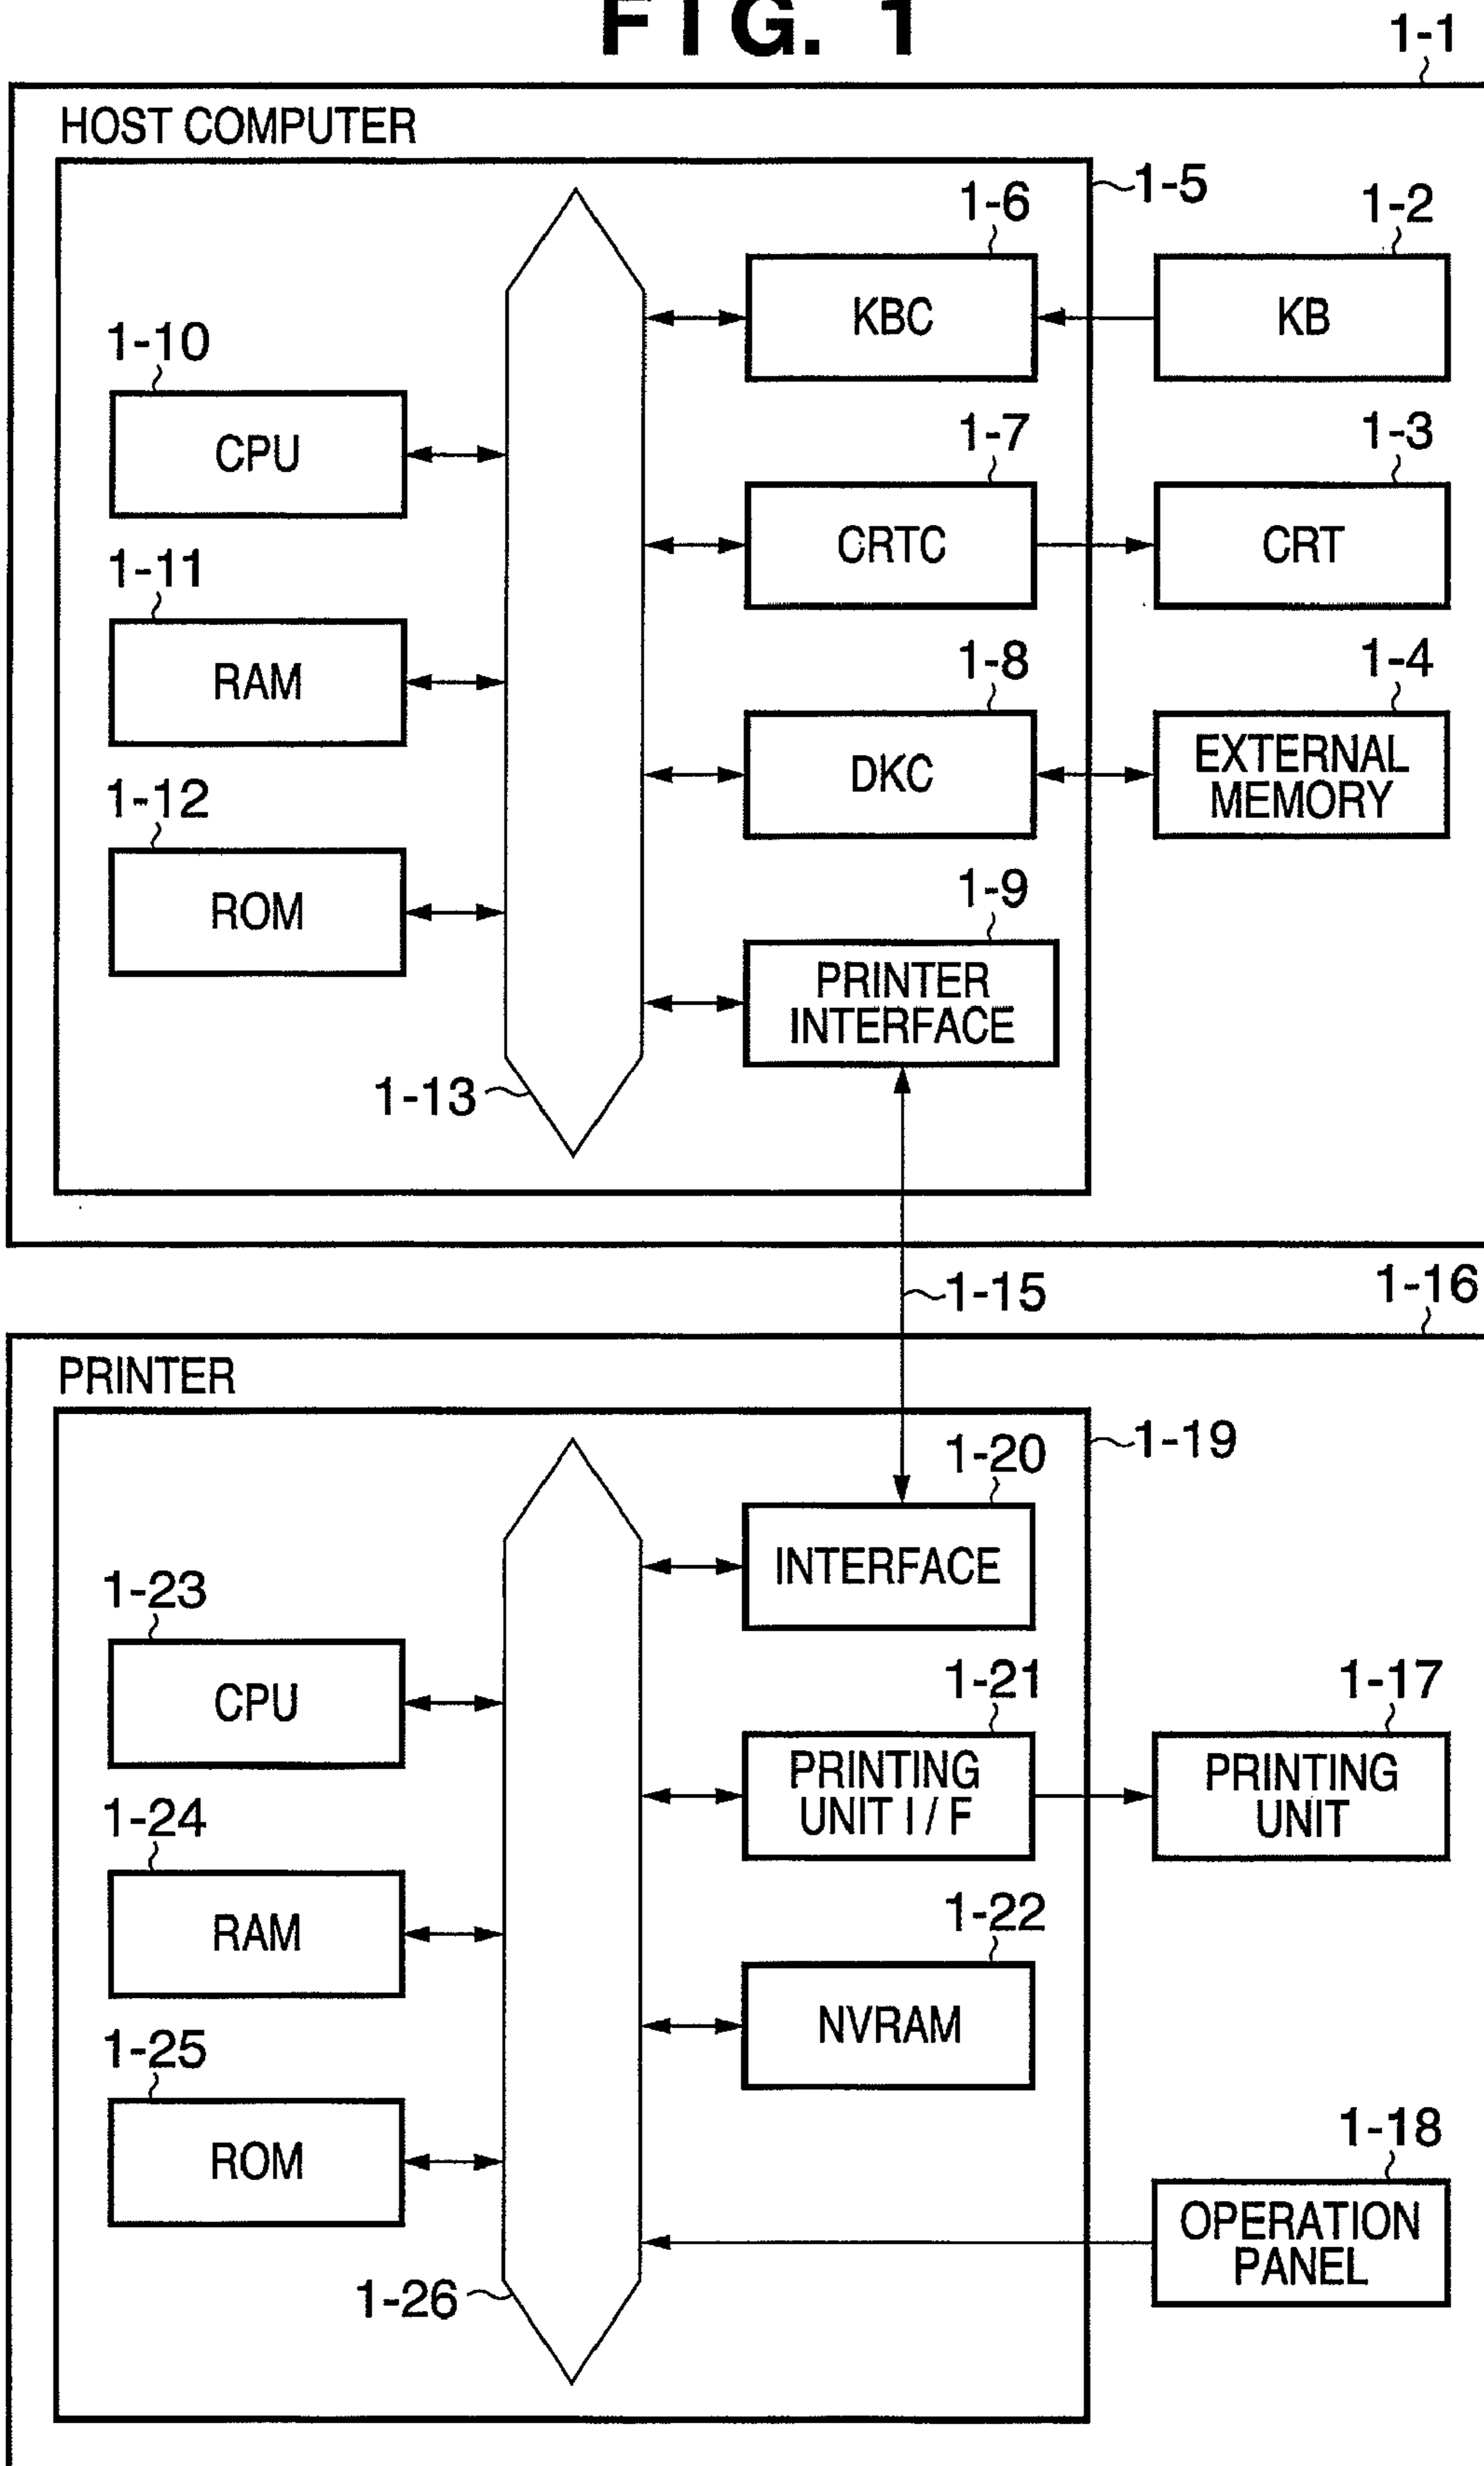 FIG. 1
1-1
HOST COMPUTER
1-5
1-6
1-2
KBC
KB
1-10
CPU
1-7
1-3
CRTC
CRT
1-11
RAM
1-8
1-4
DKC
EXTERNAL
MEMORY
1-12
ROM
1-9
PRINTER
INTERFACE
1-13
1-15
1-16
PRINTER
1-19
1-20
INTERFACE
1-23
CPU
1-21
1-17
PRINTING
UNIT I / F
PRINTING
UNIT
1-24
RAM
1-22
NVRAM
1-25
ROM
1-18
OPERATION
PANEL
1-26